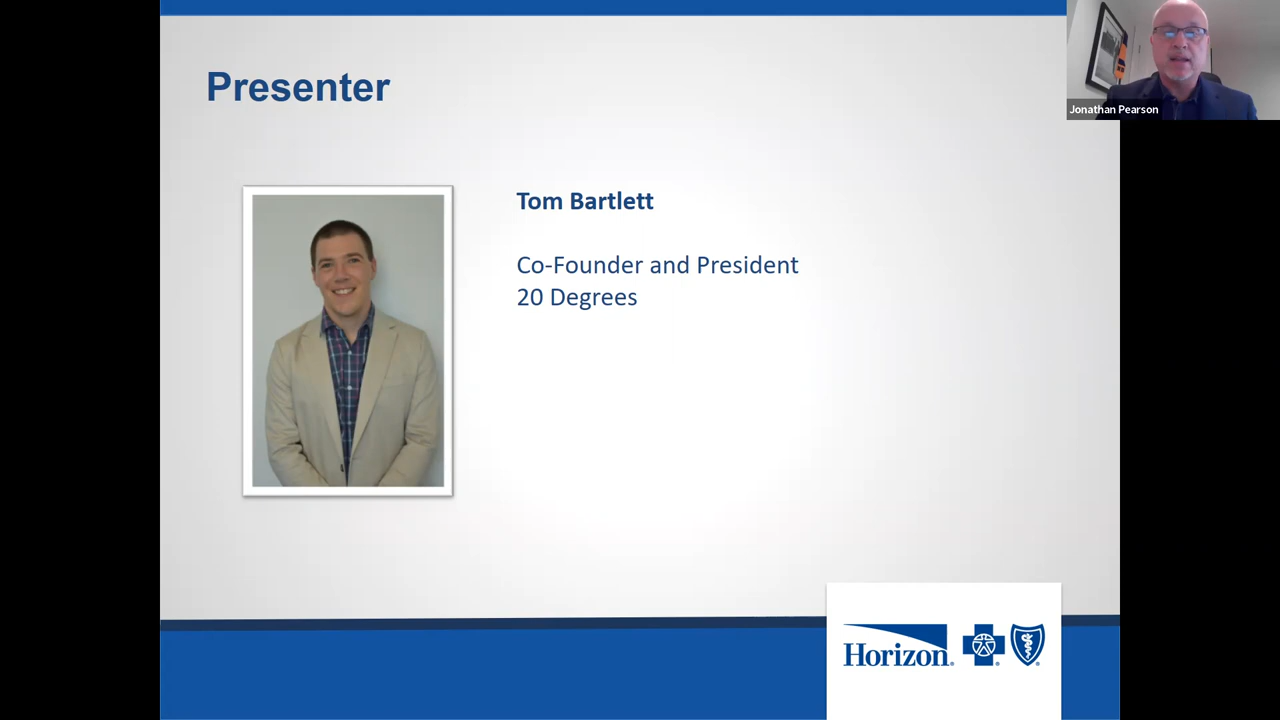 Presenter
Jonathan Pearson
Tom Bartlett
Co-Founder and President
20 Degrees
Horizon